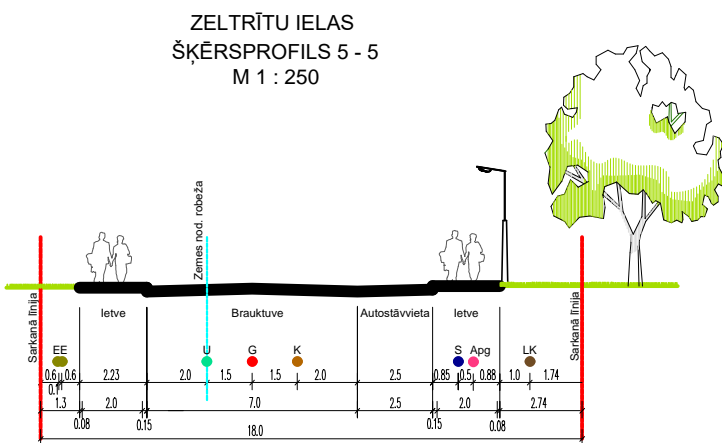 ZELTRĪTU IELAS
ŠĶĒRSPROFILS 5 - 5
M 1 : 250
Zemes nod. robeža
Sarkanā līnija
Ietve
Brauktuve
Autostāvvieta
Ietve
Sarkanā līnija
EE
U
G
K
S
Apg
LK
0.6
0.6
2.23
2.0
1.5
1.5
2.0
2.5
0.85
0.5
0.88
1.0
1.74
0.1
1.3
2.0
7.0
2.5
2.0
2.74
0.08
0.15
0.15
0.08
18.0